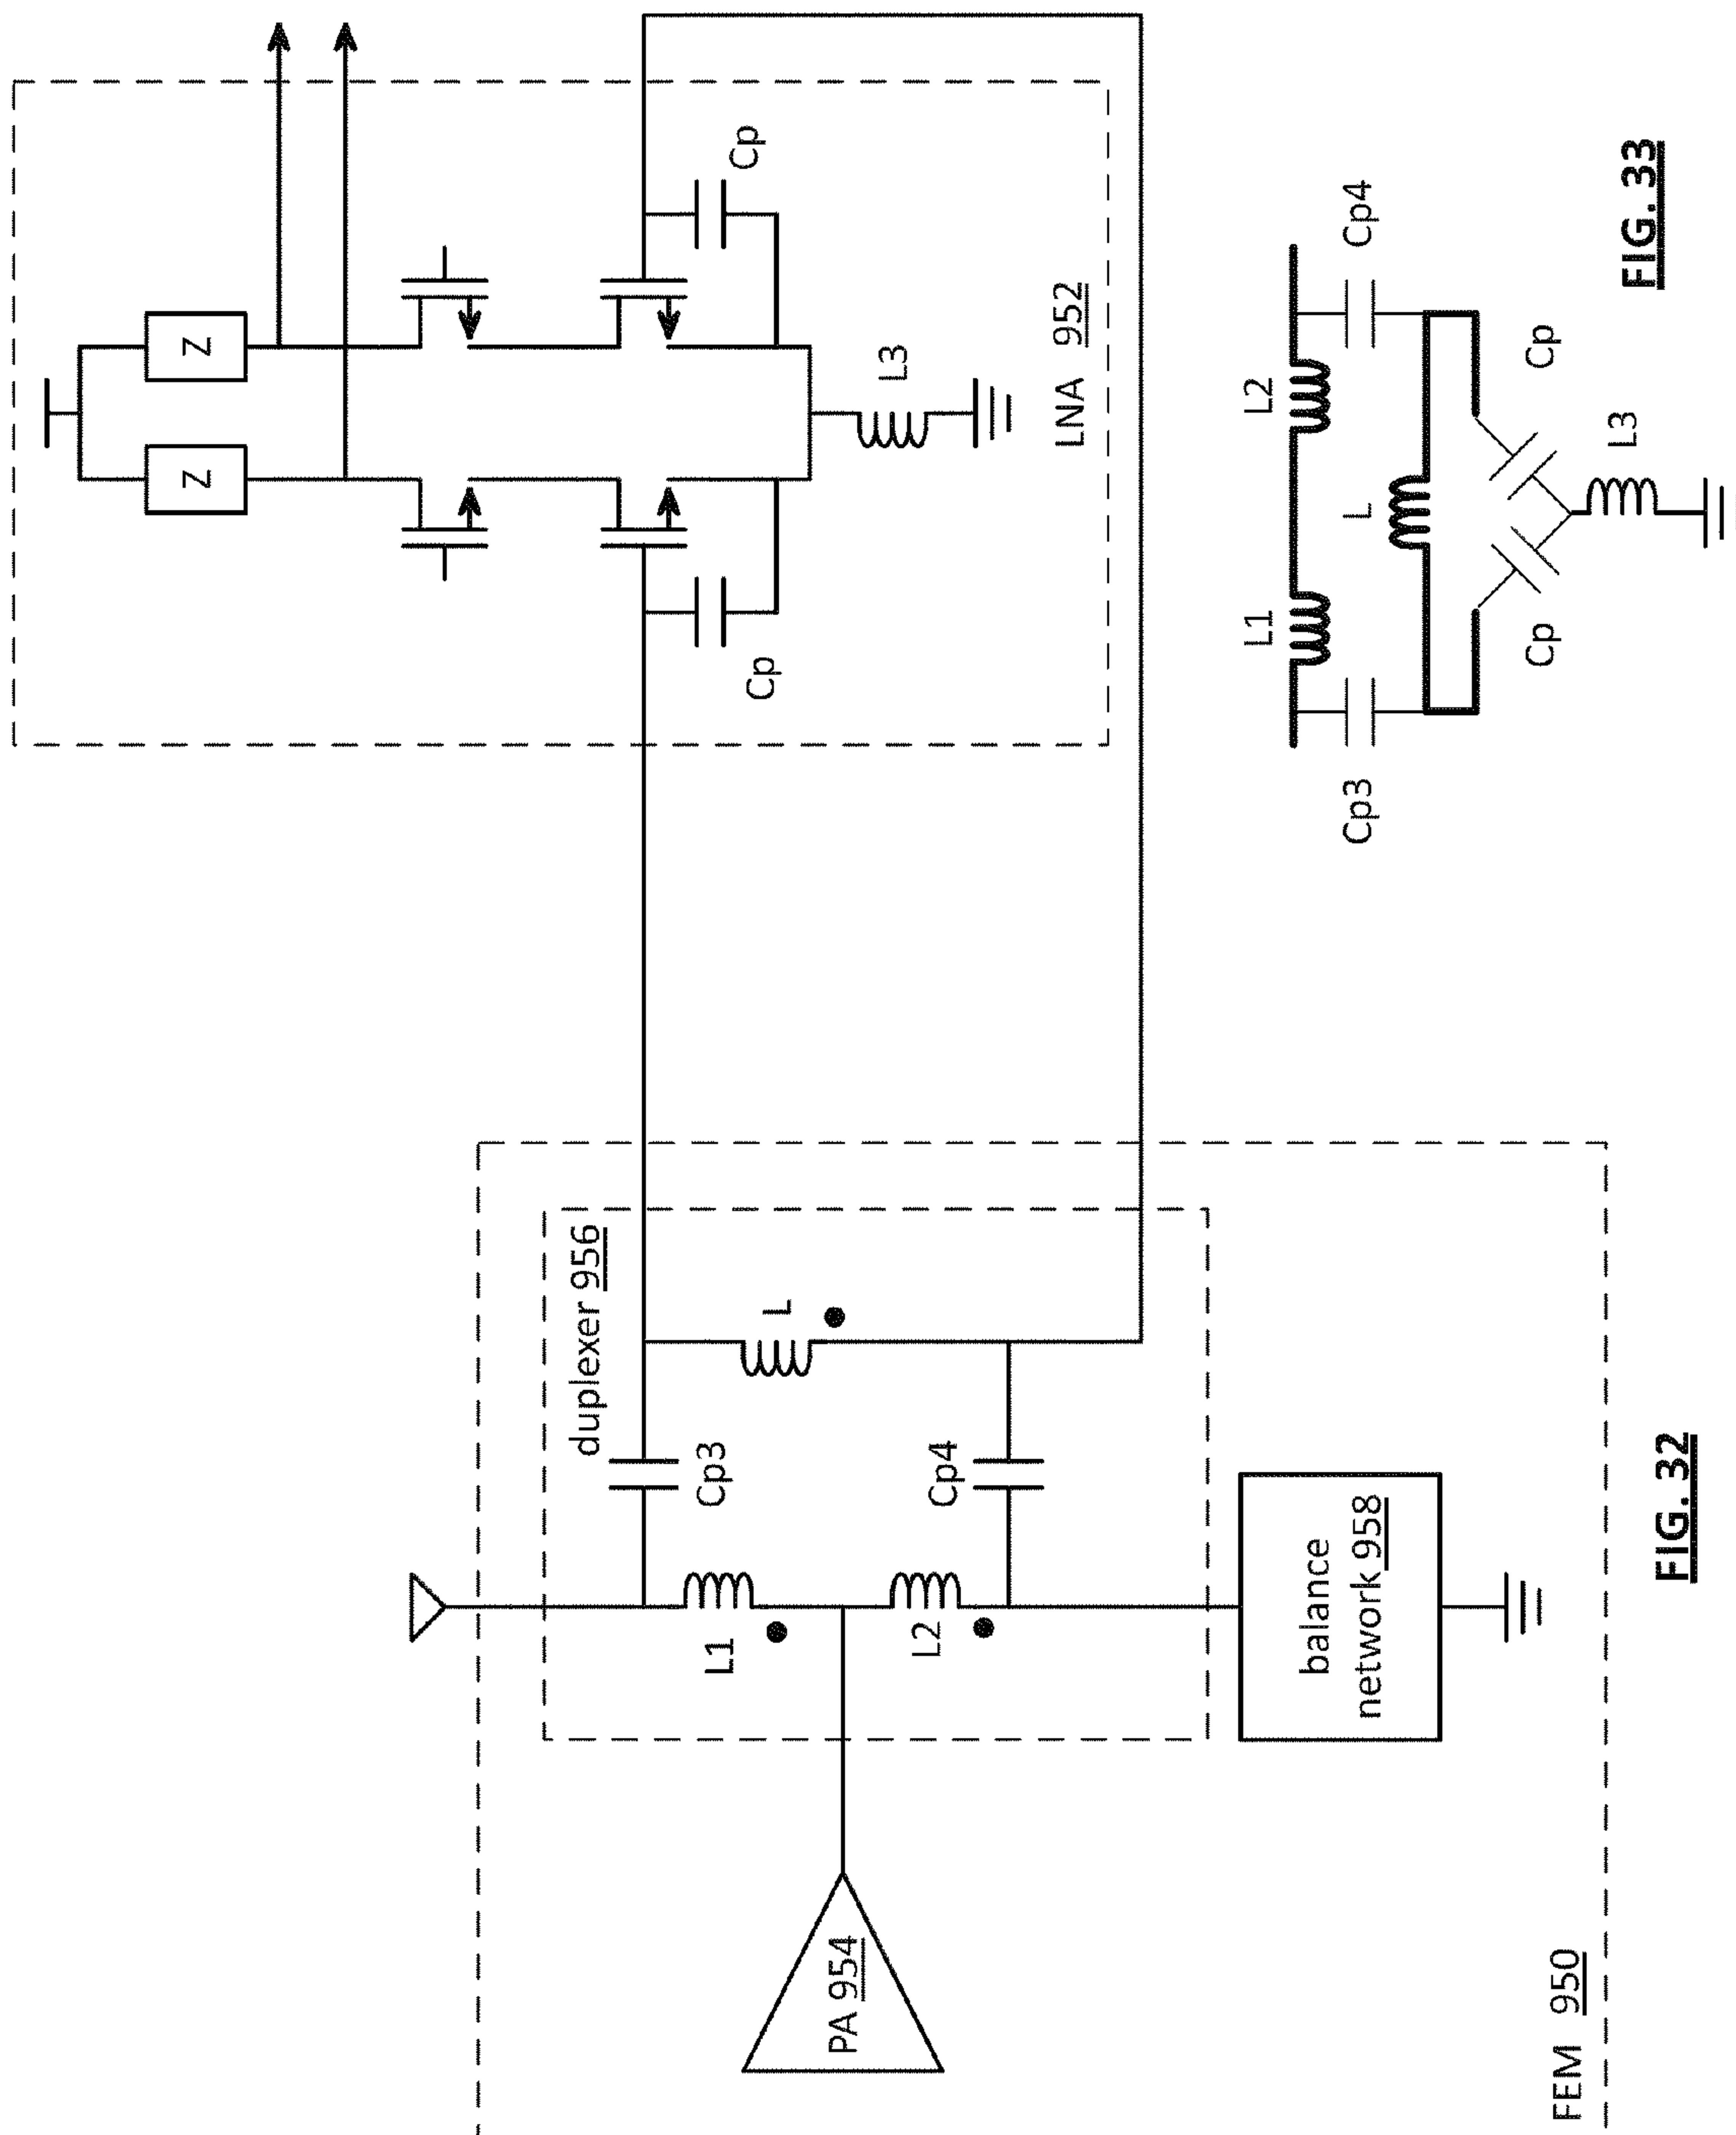 FEM 950
PA 954
duplexer 956
L1
L2
Cp3
Cp4
L
balance
network 958
LNA 952
Z
Z
Cp
Cp
L3
FIG. 32
L1
L2
Cp3
Cp4
L
Cp
Cp
L3
FIG. 33